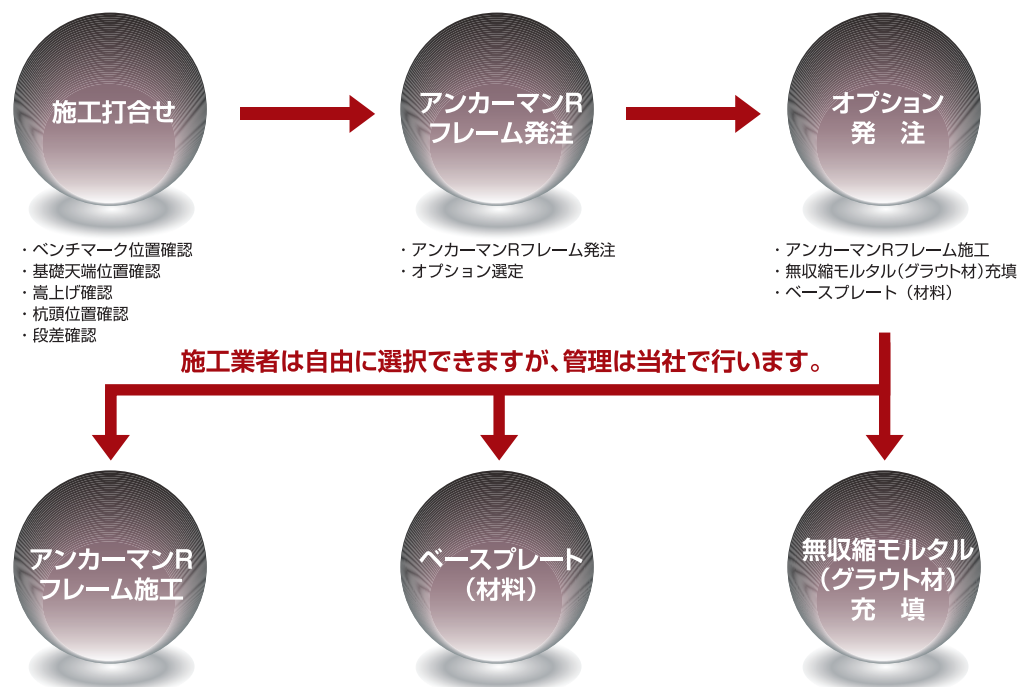 施工打合せ
アンカーマンR
フレーム発注
オプション
発　注
・ベンチマーク位置確認
・基礎天端位置確認
・嵩上げ確認
・杭頭位置確認
・段差確認
・アンカーマンRフレーム発注
・オプション選定
・アンカーマンRフレーム施工
・無収縮モルタル（グラウト材）充填
・ベースプレート（材料）
施工業者は自由に選択できますが、管理は当社で行います。
アンカーマンR
フレーム施工
ベースプレート
（材料）
無収縮モルタル
（グラウト材）
充　填